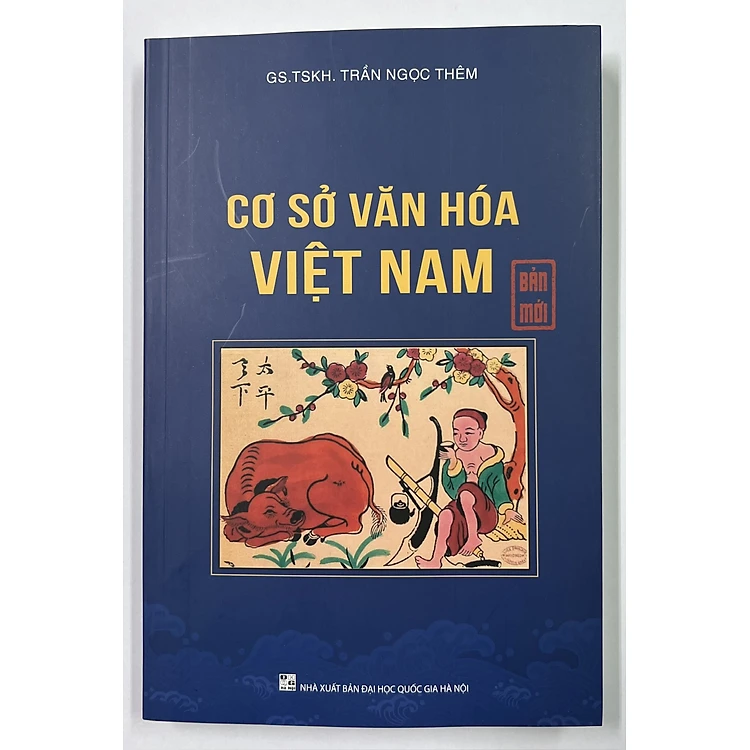 GS.TSKH. TRẦN NGỌC THÊM
CƠ SỞ VĂN HÓA
VIỆT NAM
BẢN
MỚI
太平
天下
NHÀ XUẤT BẢN ĐẠI HỌC QUỐC GIA HÀ NỘI